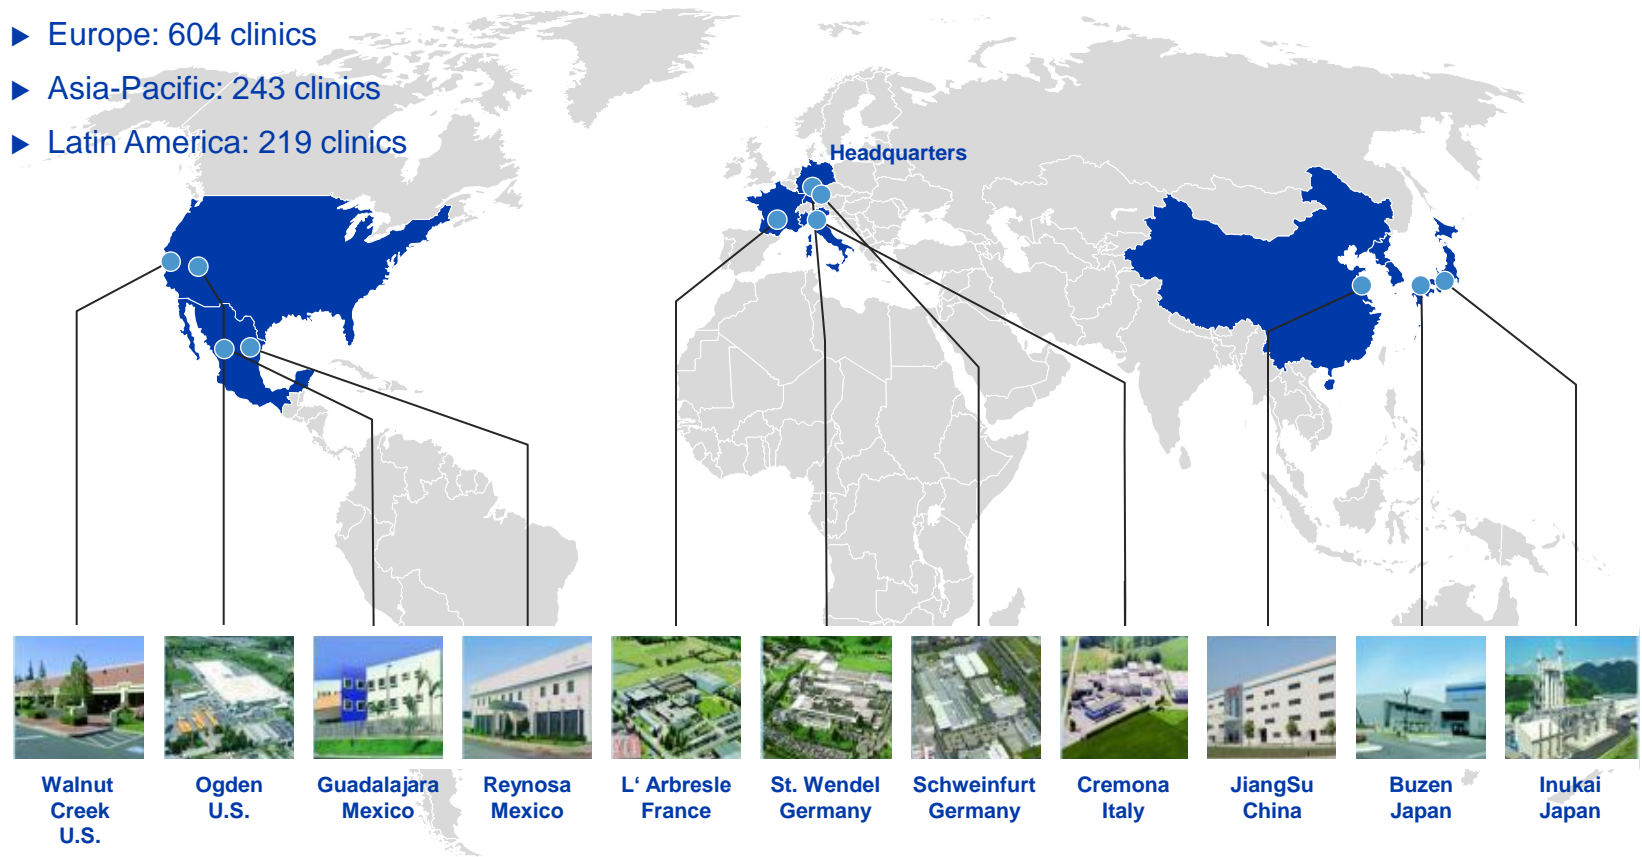 ► Europe: 604 clinics
► Asia-Pacific: 243 clinics
► Latin America: 219 clinics
Headquarters
Walnut
Creek
U.S.
Ogden
U.S.
Guadalajara
Mexico
Reynosa
Mexico
L‘ Arbresle
France
St. Wendel
Germany
Schweinfurt
Germany
Cremona
Italy
JiangSu
China
Buzen
Japan
Inukai
Japan